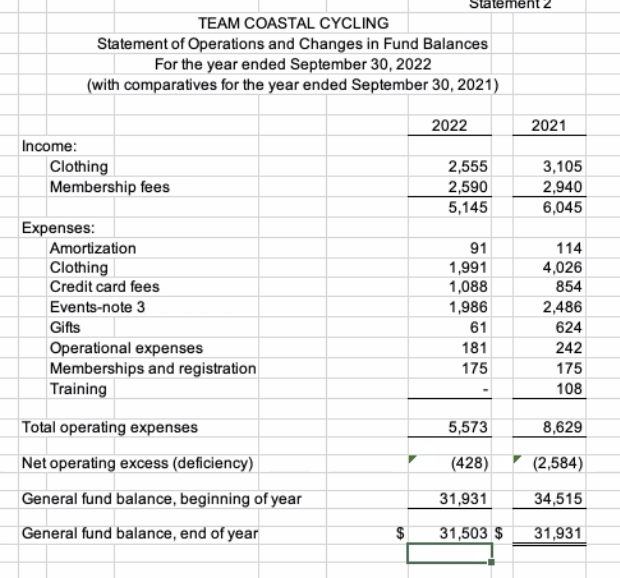 Statement 2
TEAM COASTAL CYCLING
Statement of Operations and Changes in Fund Balances
For the year ended September 30, 2022
(with comparatives for the year ended September 30, 2021)
2022 2021
Income:
Clothing 2,555 3,105
Membership fees 2,590 2,940
5,145 6,045
Expenses:
Amortization 91 114
Clothing 1,991 4,026
Credit card fees 1,088 854
Events-note 3 1,986 2,486
Gifts 61 624
Operational expenses 181 242
Memberships and registration 175 175
Training - 108
Total operating expenses 5,573 8,629
Net operating excess (deficiency) (428) (2,584)
General fund balance, beginning of year 31,931 34,515
General fund balance, end of year $ 31,503 $ 31,931